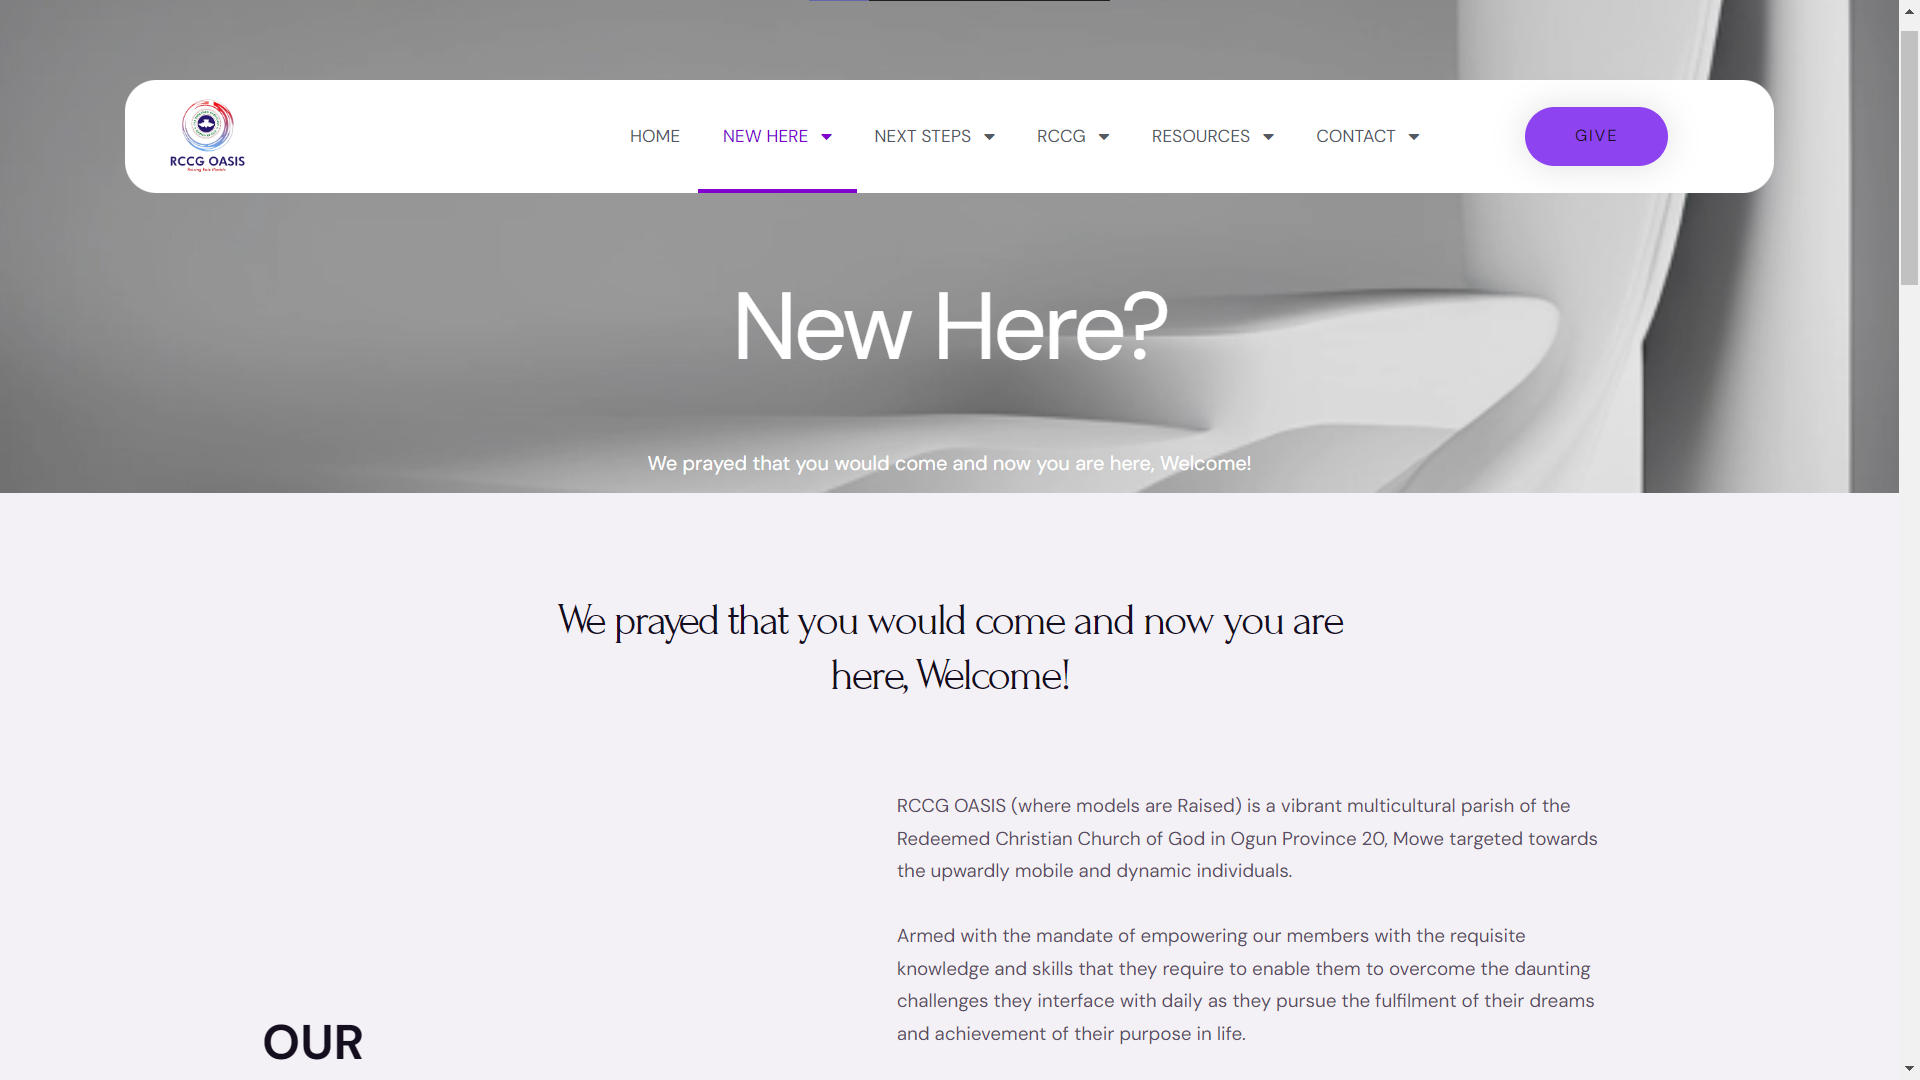 RCCG OASIS
HOME
NEW HERE
NEXT STEPS
RCCG
RESOURCES
CONTACT
GIVE
New Here?
We prayed that you would come and now you are here, Welcome!
We prayed that you would come and now you are
here, Welcome!
RCCG OASIS (where models are Raised) is a vibrant multicultural parish of the
Redeemed Christian Church of God in Ogun Province 20, Mowe targeted towards
the upwardly mobile and dynamic individuals.
Armed with the mandate of empowering our members with the requisite
knowledge and skills that they require to enable them to overcome the daunting
challenges they interface with daily as they pursue the fulfilment of their dreams
and achievement of their purpose in life.
OUR